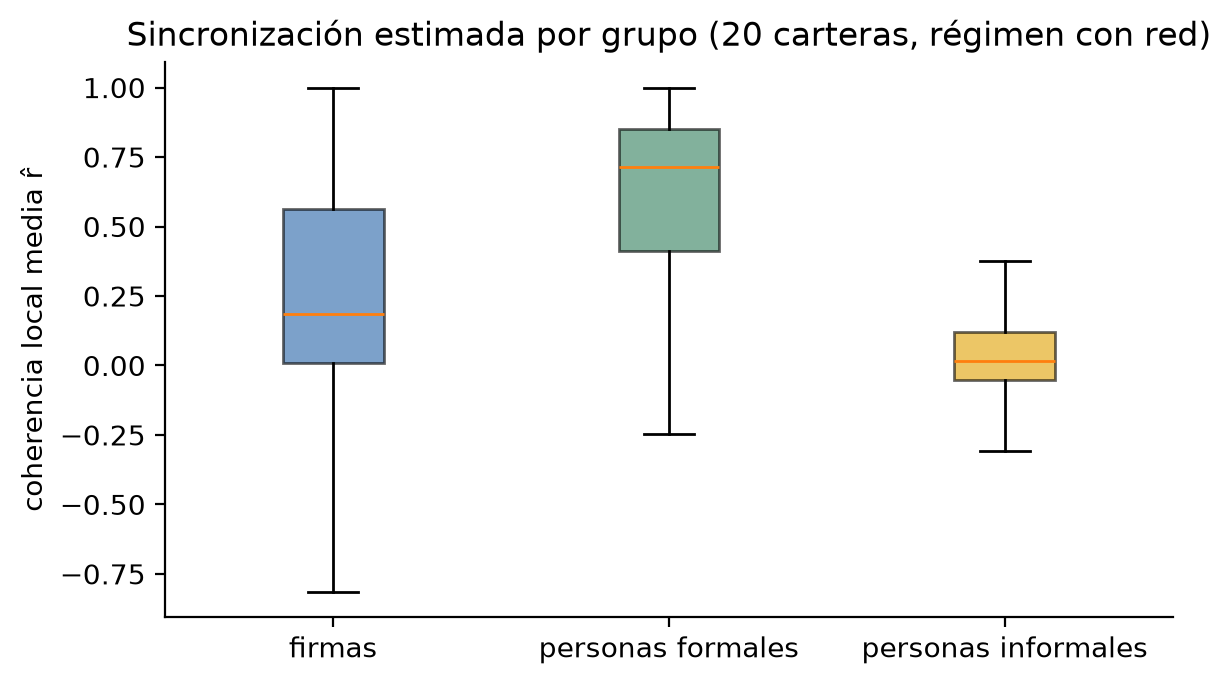 Sincronización estimada por grupo (20 carteras, régimen con red)
coherencia local media r̂
1.00
0.75
0.50
0.25
0.00
−0.25
−0.50
−0.75
firmas
personas formales
personas informales